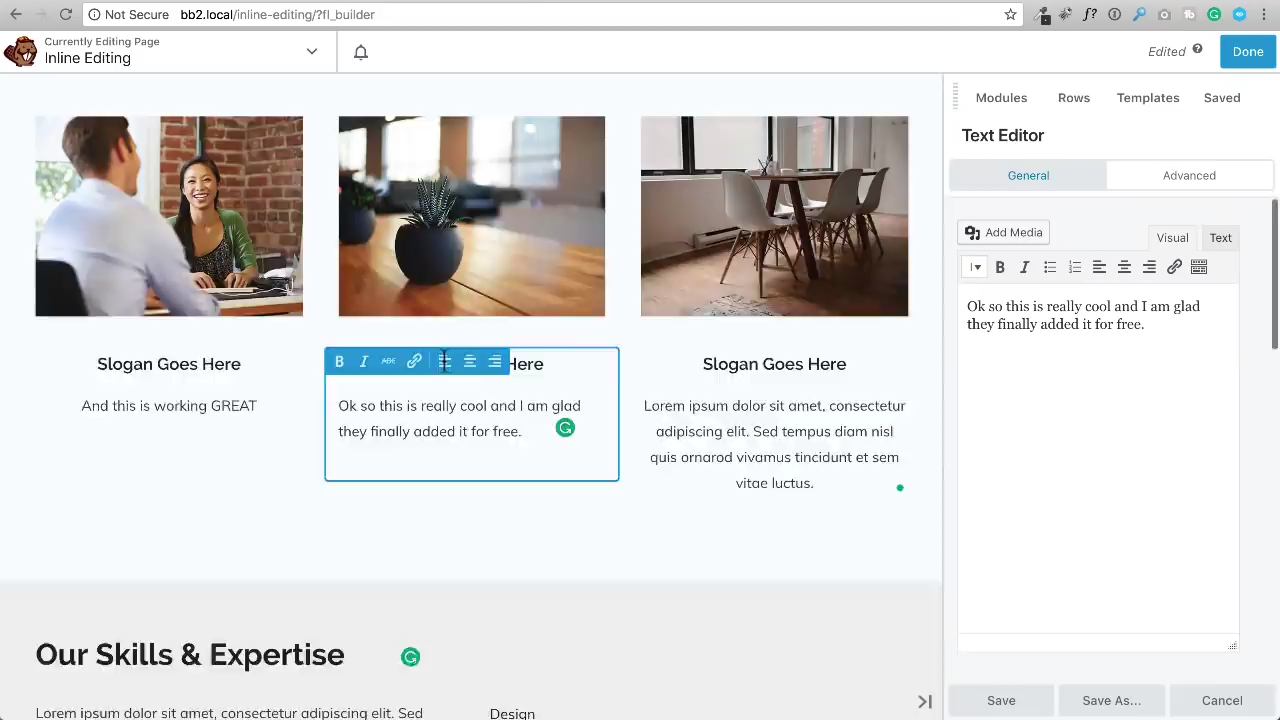 Not Secure bb2.local/inline-editing/?fl_builder
Currently Editing Page
Inline Editing
Edited
Done
Modules Rows Templates Saved
Text Editor
General Advanced
Add Media
Visual Text
B I
Ok so this is really cool and I am glad
they finally added it for free.
Slogan Goes Here
And this is working GREAT
B I ABC
Here
Ok so this is really cool and I am glad
they finally added it for free.
Slogan Goes Here
Lorem ipsum dolor sit amet, consectetur
adipiscing elit. Sed tempus diam nisl
quis ornarod vivamus tincidunt et sem
vitae luctus.
Our Skills & Expertise
Lorem ipsum dolor sit amet, consectetur adipiscing elit. Sed
Design
Save Save As... Cancel